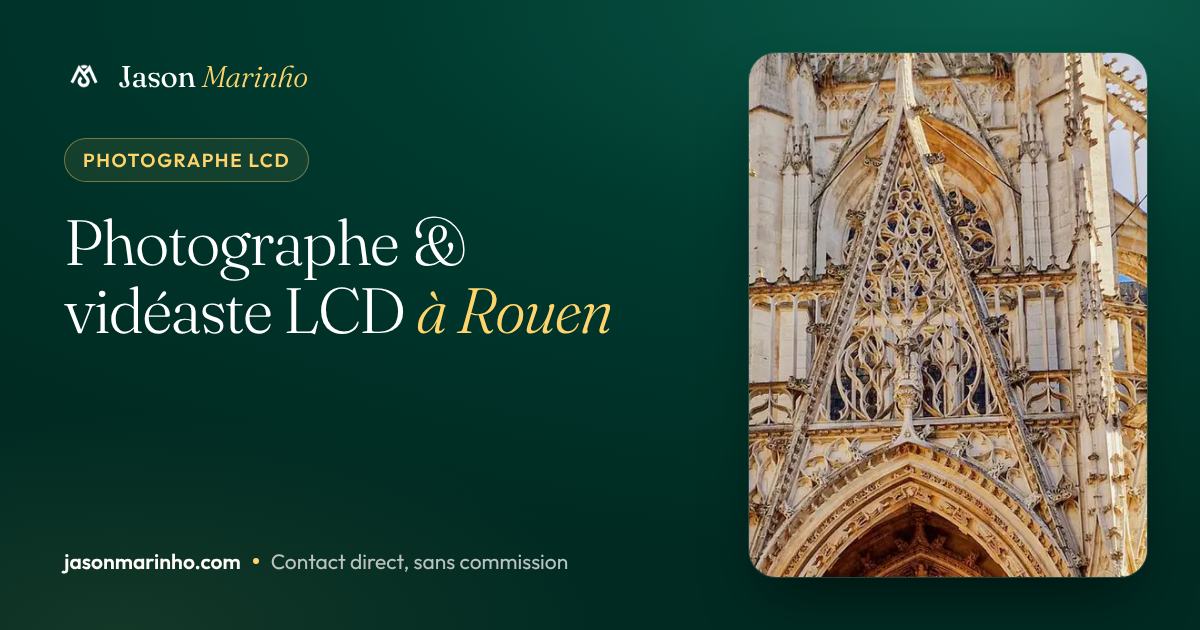 Jason Marinho
PHOTOGRAPHE LCD
Photographe &
vidéaste LCD à Rouen
jasonmarinho.com • Contact direct, sans commission